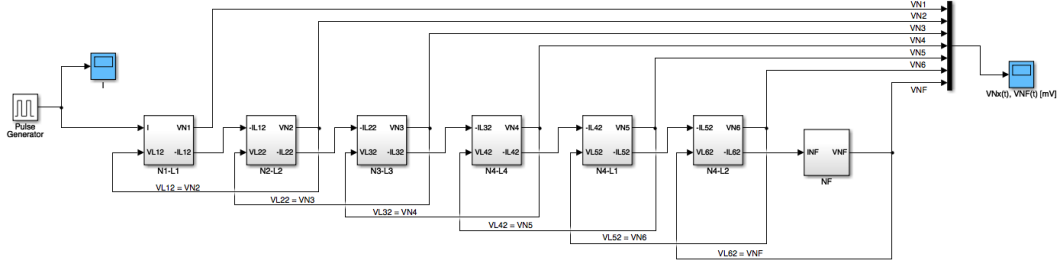 VN1
VN2
VN3
VN4
VN5
VN6
VNF
I
VNx(t), VNF(t) [mV]
Pulse
Generator
I
VN1
VL12
-IL12
N1-L1
-IL12
VN2
VL22
-IL22
N2-L2
-IL22
VN3
VL32
-IL32
N3-L3
-IL32
VN4
VL42
-IL42
N4-L4
-IL42
VN5
VL52
-IL52
N4-L1
-IL52
VN6
VL62
-IL62
N4-L2
INF
VNF
NF
VL12 = VN2
VL22 = VN3
VL32 = VN4
VL42 = VN5
VL52 = VN6
VL62 = VNF